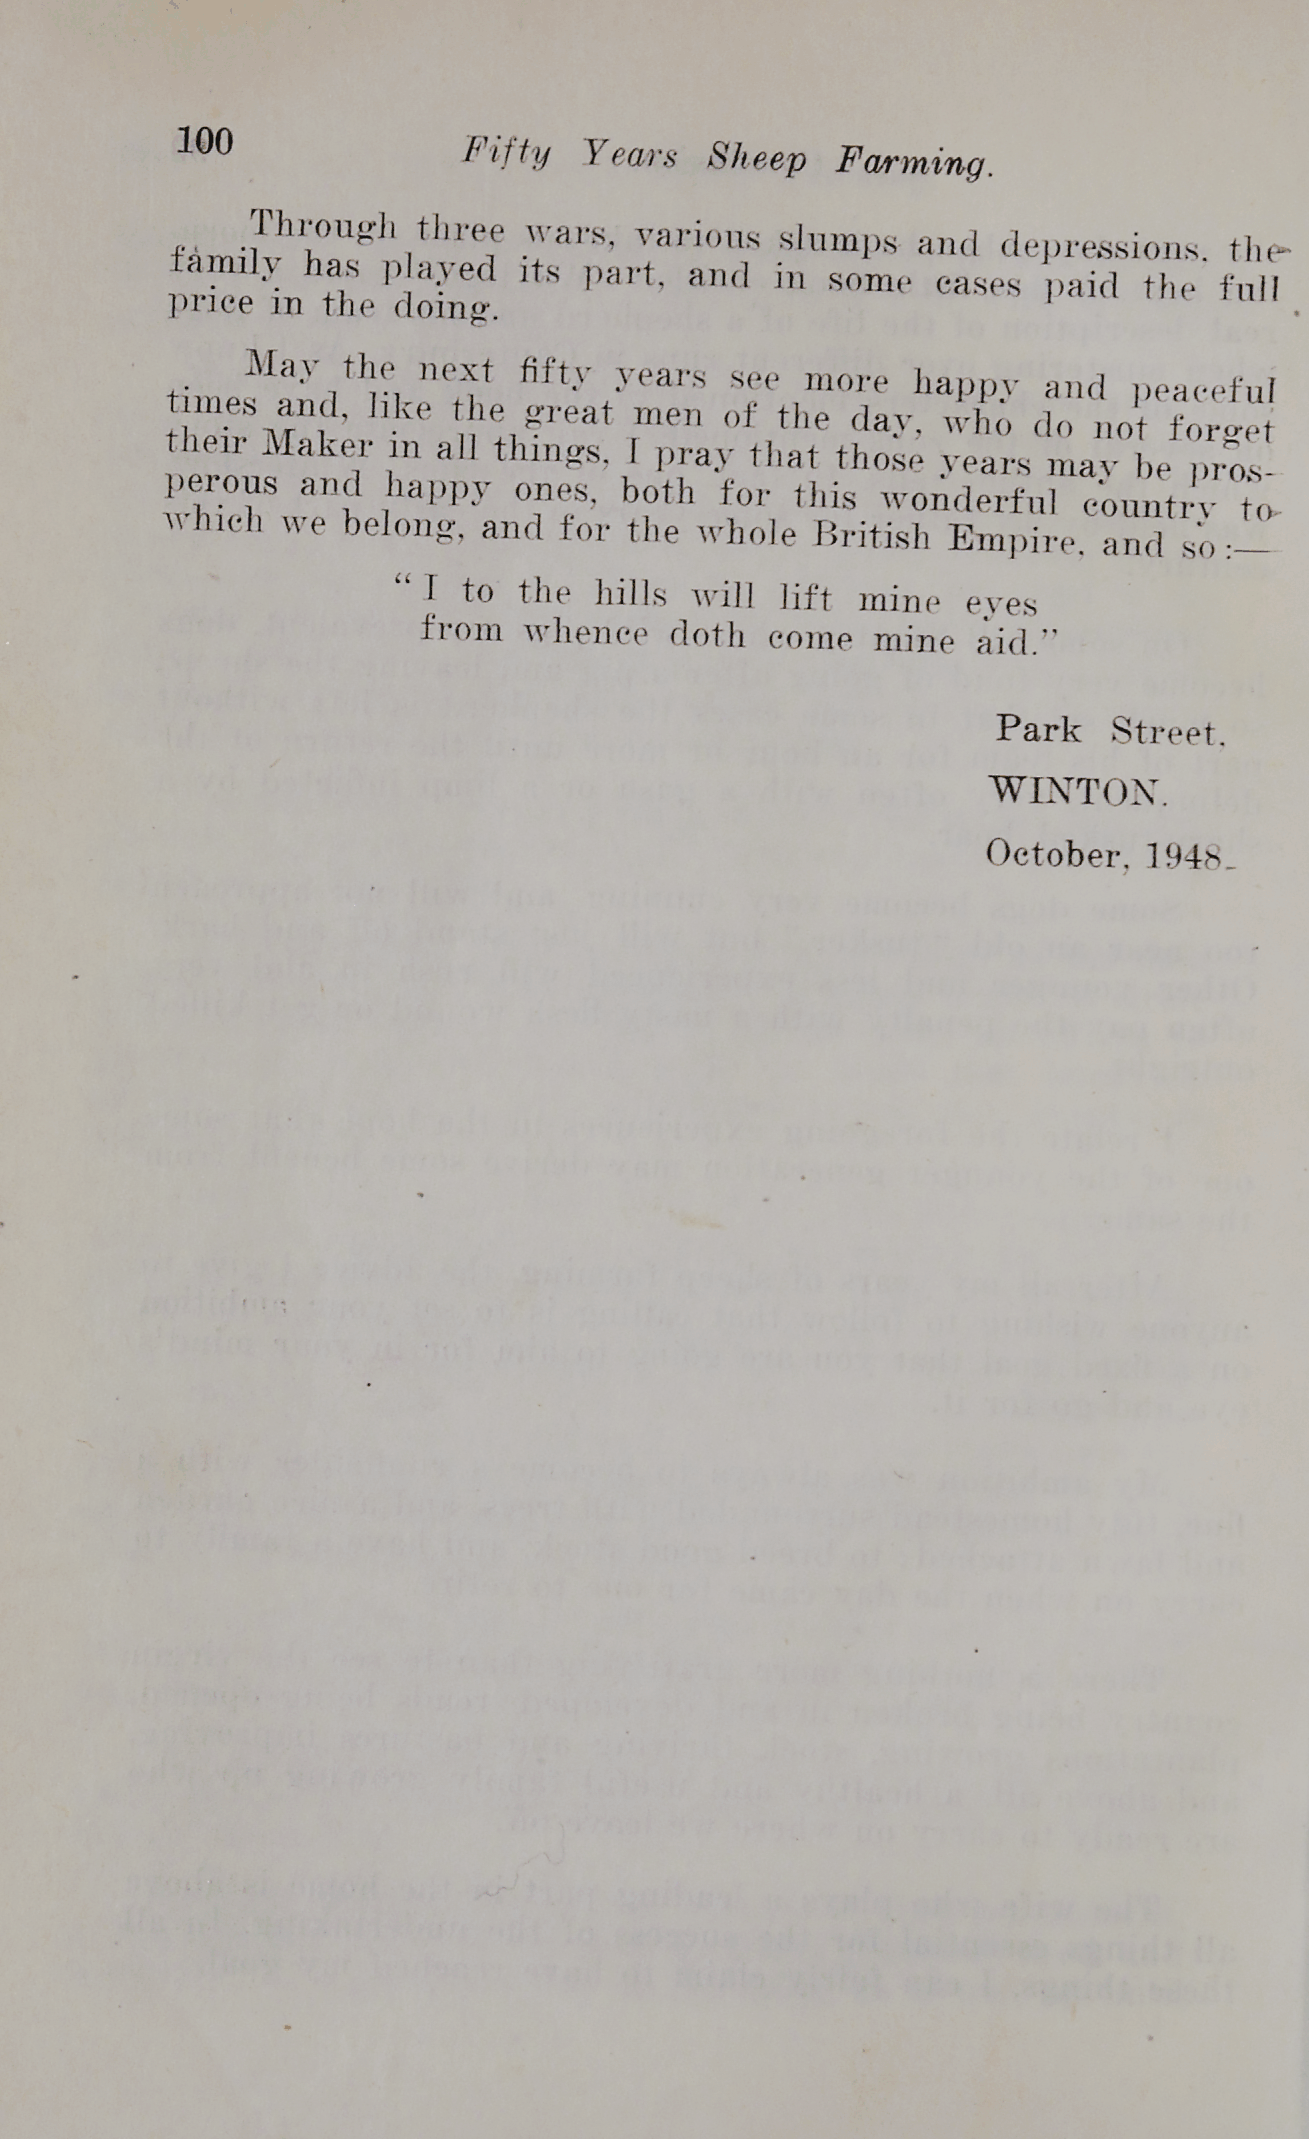 100
Fifty Years Sheep Farming.
Through three wars, various slumps and depressions, the
family has played its part, and in some cases paid the full
price in the doing.
May the next fifty years see more happy and peaceful
times and, like the great men of the day, who do not forget
their Maker in all things, I pray that those years may be pros-
perous and happy ones, both for this wonderful country to
which we belong, and for the whole British Empire, and so:—
“I to the hills will lift mine eyes
from whence doth come mine aid.”
Park Street,
WINTON.
October, 1948.